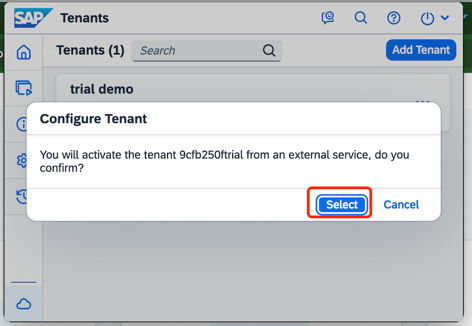 SAP Tenants
Tenants (1) Search Add Tenant
trial demo
Configure Tenant
You will activate the tenant 9cfb250ftrial from an external service, do you
confirm?
Select Cancel